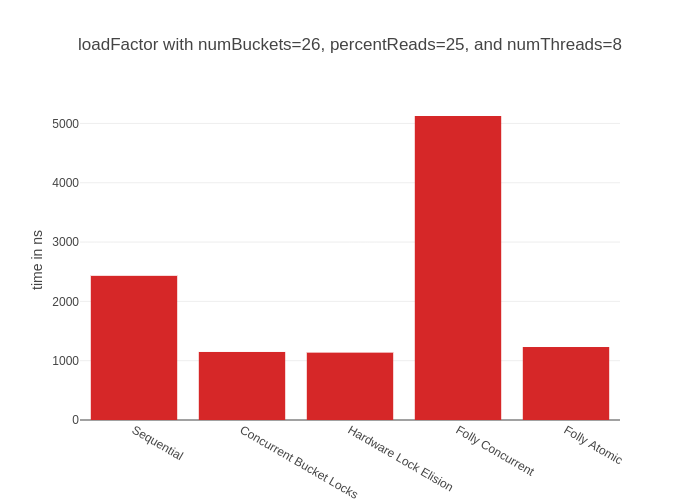 loadFactor with numBuckets=26, percentReads=25, and numThreads=8
5000
4000
3000
2000
1000
0
time in ns
Sequential
Concurrent Bucket Locks
Hardware Lock Elision
Folly Concurrent
Folly Atomic